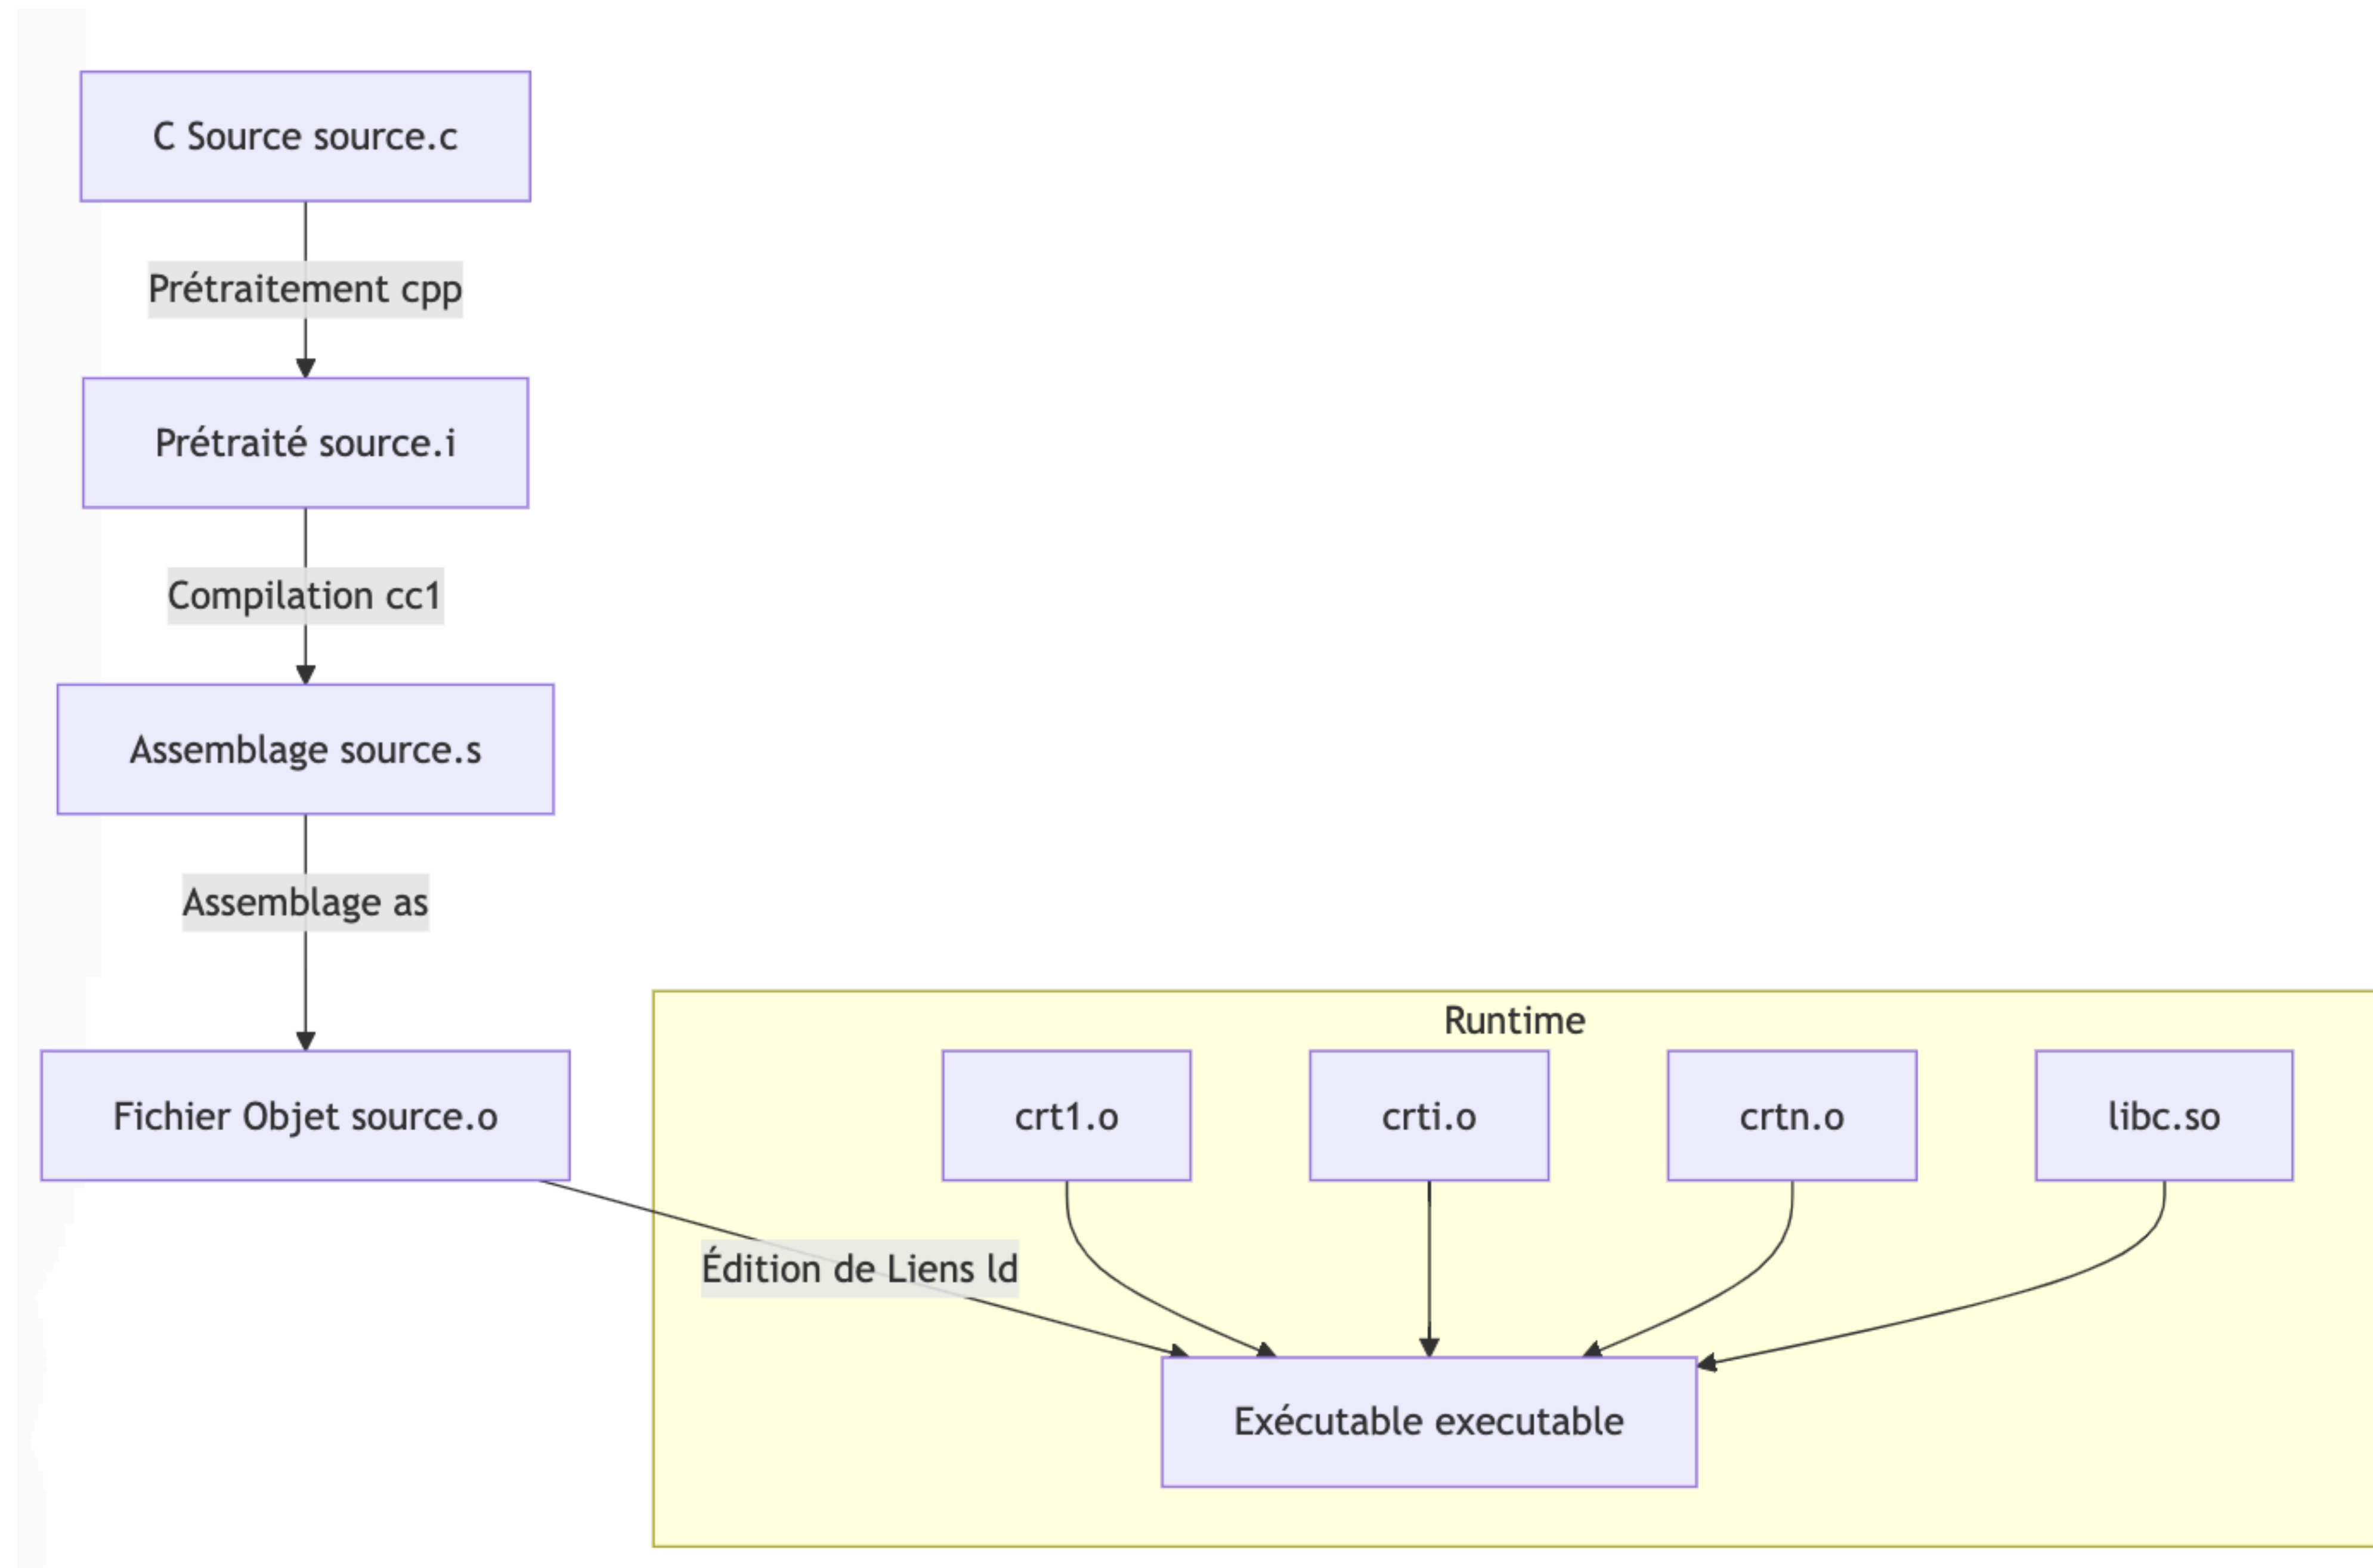 C Source source.c
Prétraitement cpp
Prétraité source.i
Compilation cc1
Assemblage source.s
Assemblage as
Fichier Objet source.o
Runtime
crt1.o
crti.o
crtn.o
libc.so
Édition de Liens ld
Exécutable executable